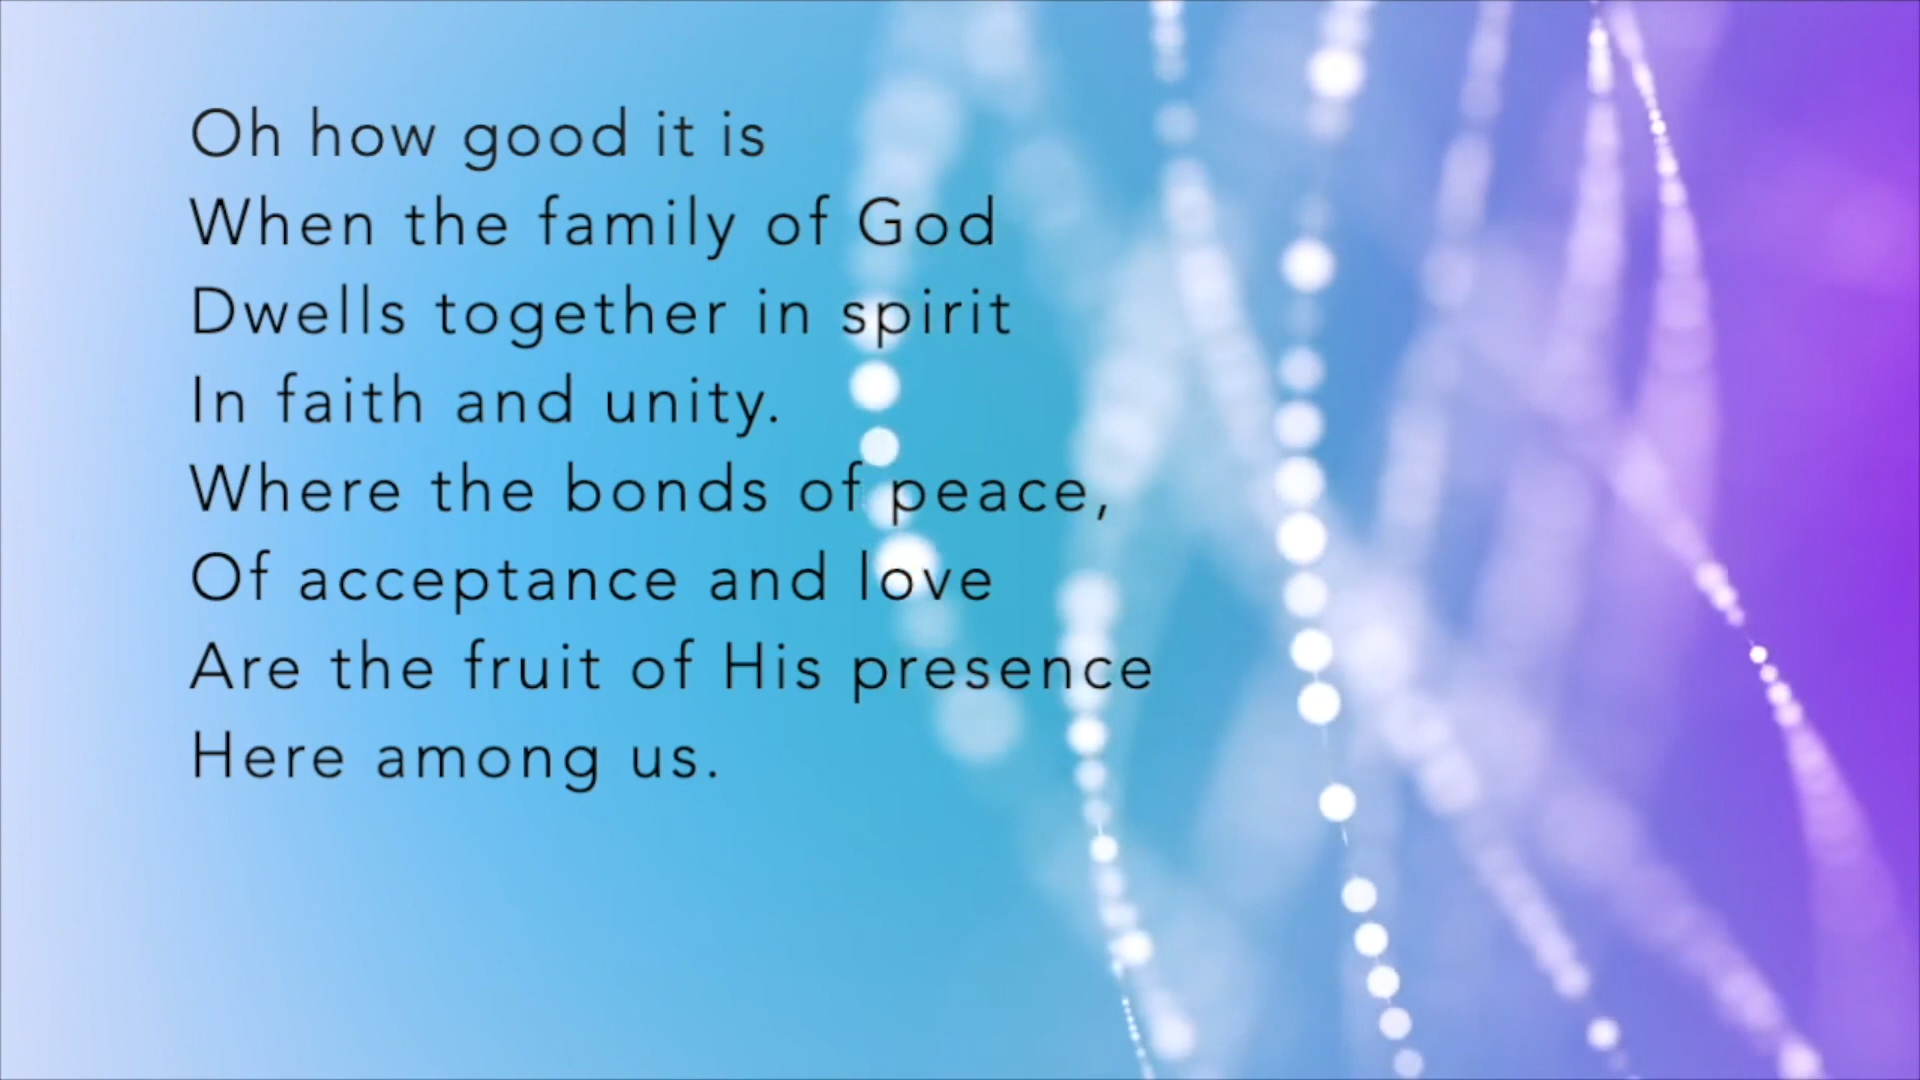 Oh how good it is
When the family of God
Dwells together in spirit
In faith and unity.
Where the bonds of peace,
Of acceptance and love
Are the fruit of His presence
Here among us.